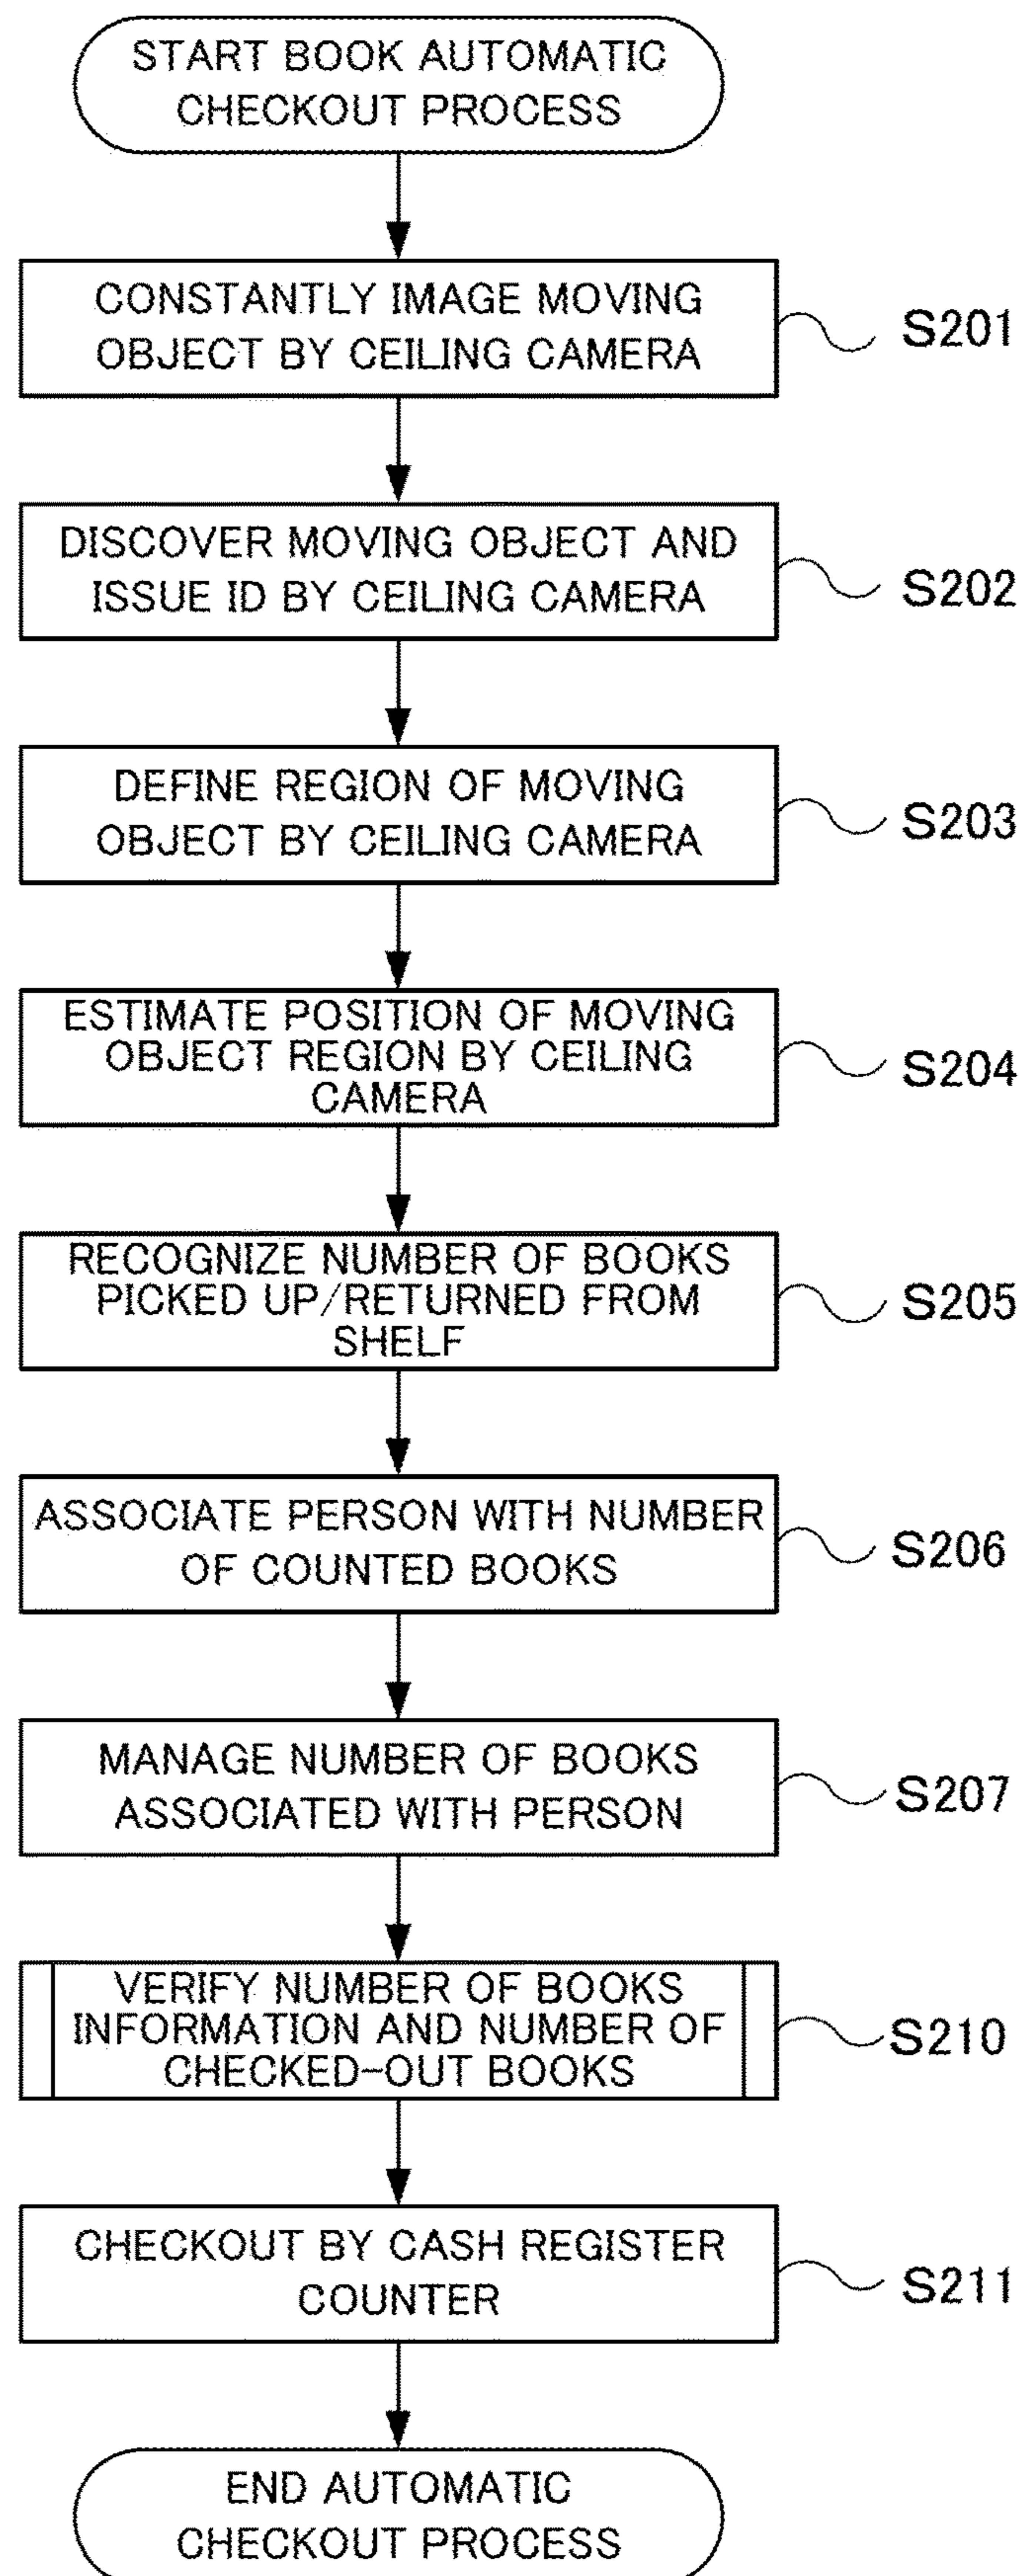 START BOOK AUTOMATIC
CHECKOUT PROCESS
CONSTANTLY IMAGE MOVING
OBJECT BY CEILING CAMERA
S201
DISCOVER MOVING OBJECT AND
ISSUE ID BY CEILING CAMERA
S202
DEFINE REGION OF MOVING
OBJECT BY CEILING CAMERA
S203
ESTIMATE POSITION OF MOVING
OBJECT REGION BY CEILING
CAMERA
S204
RECOGNIZE NUMBER OF BOOKS
PICKED UP/RETURNED FROM
SHELF
S205
ASSOCIATE PERSON WITH NUMBER
OF COUNTED BOOKS
S206
MANAGE NUMBER OF BOOKS
ASSOCIATED WITH PERSON
S207
VERIFY NUMBER OF BOOKS
INFORMATION AND NUMBER OF
CHECKED-OUT BOOKS
S210
CHECKOUT BY CASH REGISTER
COUNTER
S211
END AUTOMATIC
CHECKOUT PROCESS